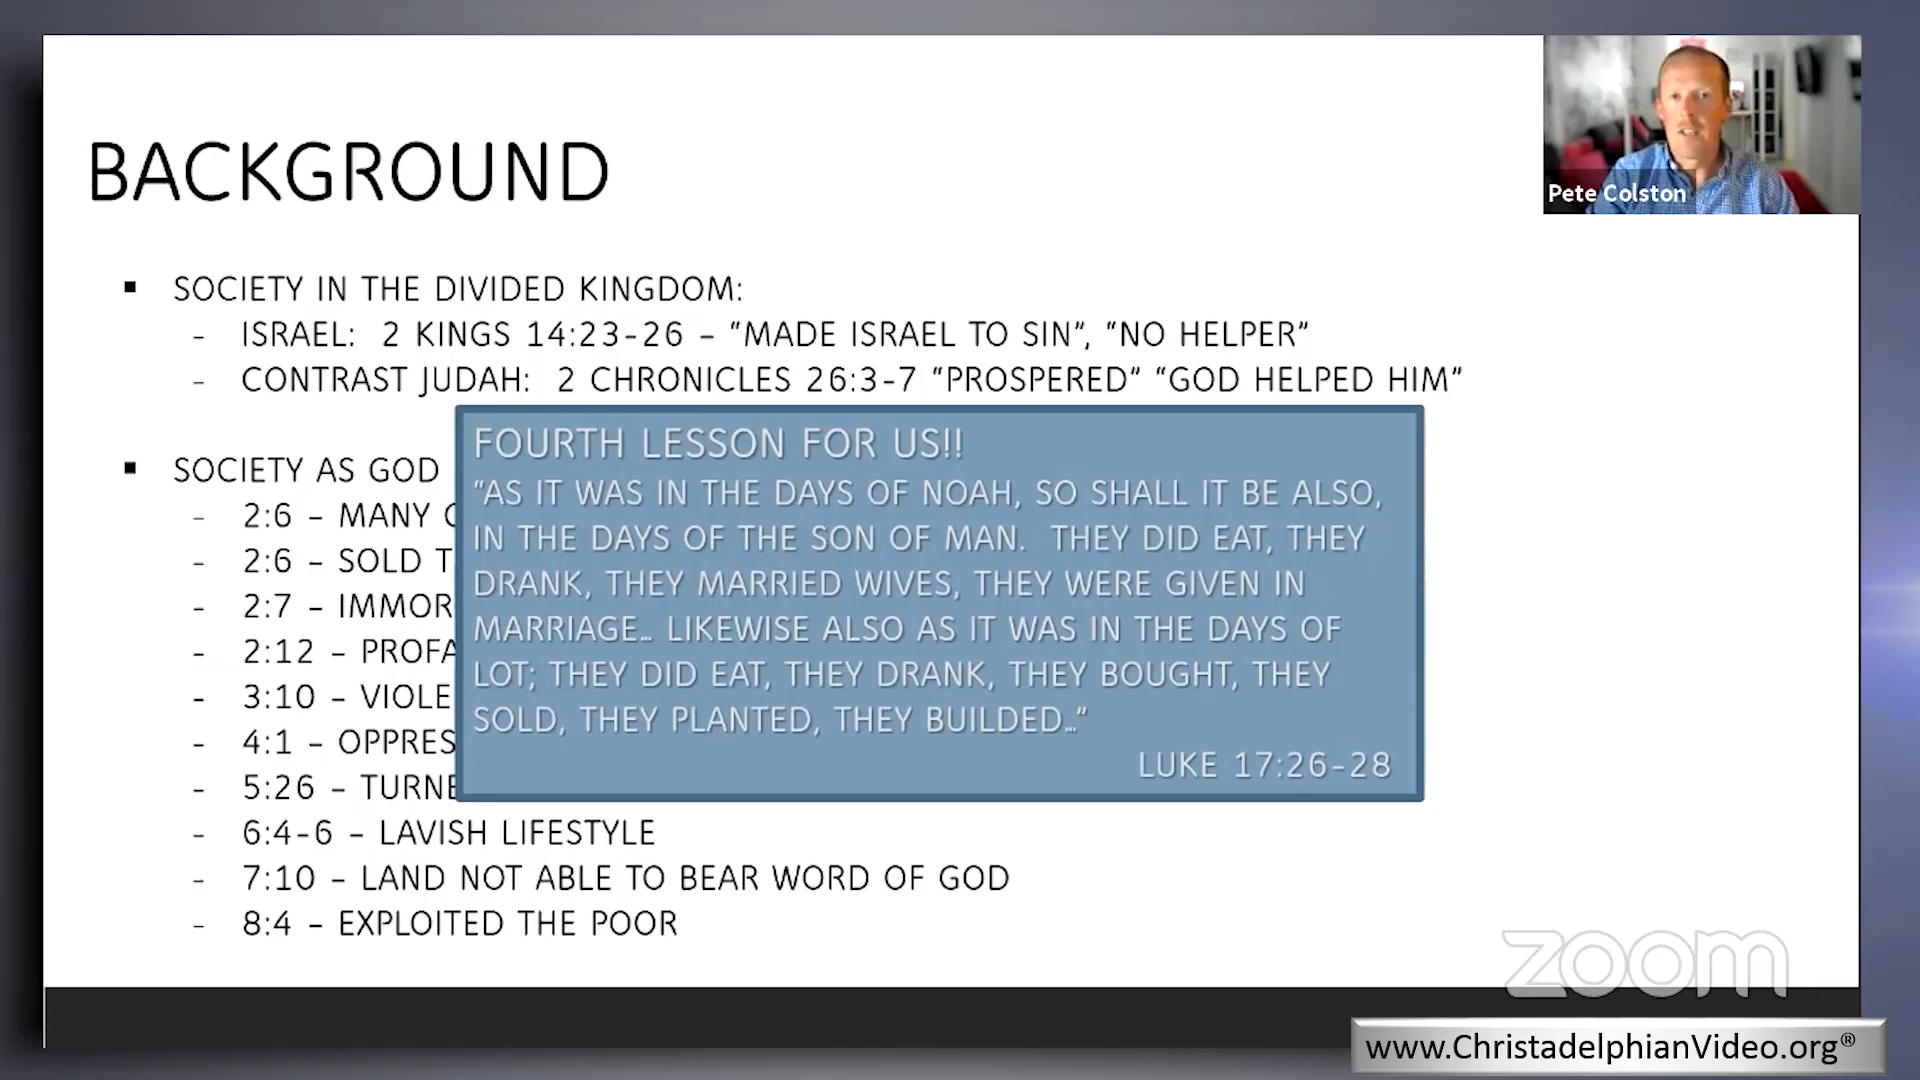 BACKGROUND
Pete Colston
▪ SOCIETY IN THE DIVIDED KINGDOM:
- ISRAEL: 2 KINGS 14:23-26 – "MADE ISRAEL TO SIN", "NO HELPER"
- CONTRAST JUDAH: 2 CHRONICLES 26:3-7 "PROSPERED" "GOD HELPED HIM"
▪ SOCIETY AS GOD
- 2:6 – MANY
- 2:6 – SOLD
- 2:7 –
- 2:12 –
- 3:10 –
- 4:1 –
- 5:26 –
- 6:4-6 – LAVISH LIFESTYLE
- 7:10 – LAND NOT ABLE TO BEAR WORD OF GOD
- 8:4 – EXPLOITED THE POOR
FOURTH LESSON FOR US!!
"AS IT WAS IN THE DAYS OF NOAH, SO SHALL IT BE ALSO,
IN THE DAYS OF THE SON OF MAN. THEY DID EAT, THEY
DRANK, THEY MARRIED WIVES, THEY WERE GIVEN IN
MARRIAGE… LIKEWISE ALSO AS IT WAS IN THE DAYS OF
LOT; THEY DID EAT, THEY DRANK, THEY BOUGHT, THEY
SOLD, THEY PLANTED, THEY BUILDED…"
LUKE 17:26-28
zoom
www.ChristadelphianVideo.org®